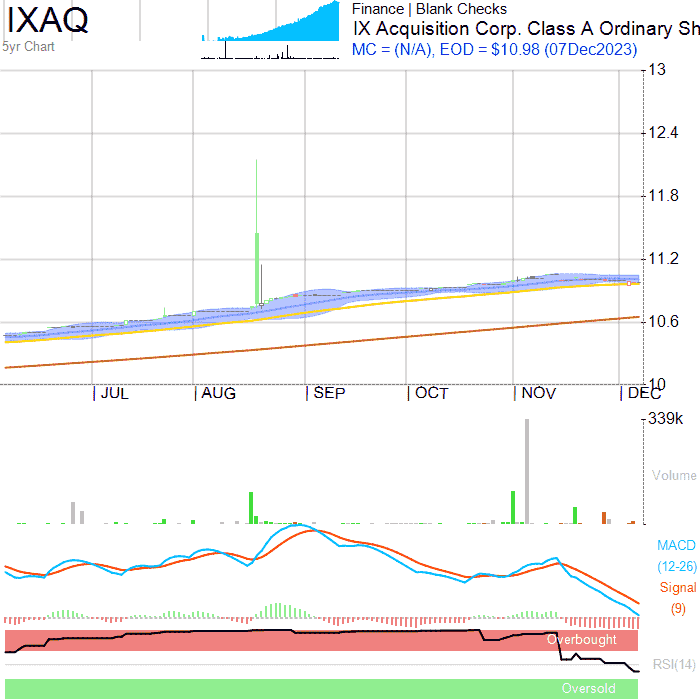 IXAQ
5yr Chart
Finance | Blank Checks
IX Acquisition Corp. Class A Ordinary Sh
MC = (N/A), EOD = $10.98 (07Dec2023)
13
12.4
11.8
11.2
10.6
10
JUL
AUG
SEP
OCT
NOV
DEC
339k
Volume
MACD
(12-26)
Signal
(9)
Overbought
RSI(14)
Oversold